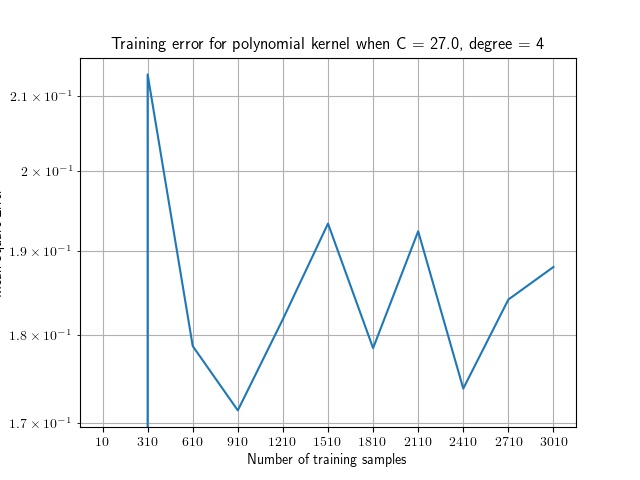 Training error for polynomial kernel when C = 27.0, degree = 4
2.1 × 10⁻¹
2 × 10⁻¹
1.9 × 10⁻¹
1.8 × 10⁻¹
1.7 × 10⁻¹
10 310 610 910 1210 1510 1810 2110 2410 2710 3010
Number of training samples